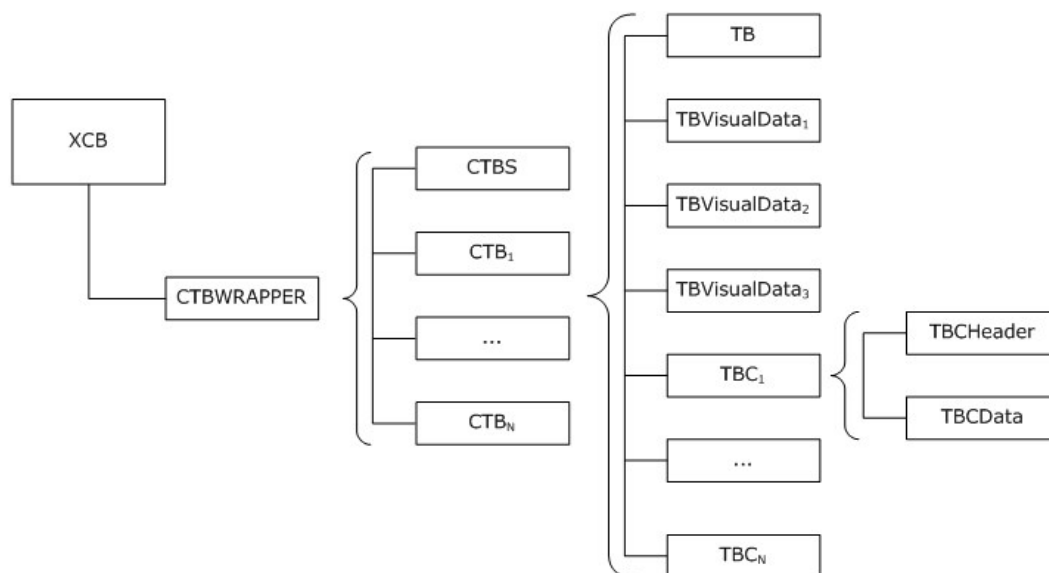 XCB
CTBWRAPPER
CTBS
CTB₁
...
CTBₙ
TB
TBVisualData₁
TBVisualData₂
TBVisualData₃
TBC₁
...
TBCₙ
TBCHeader
TBCData